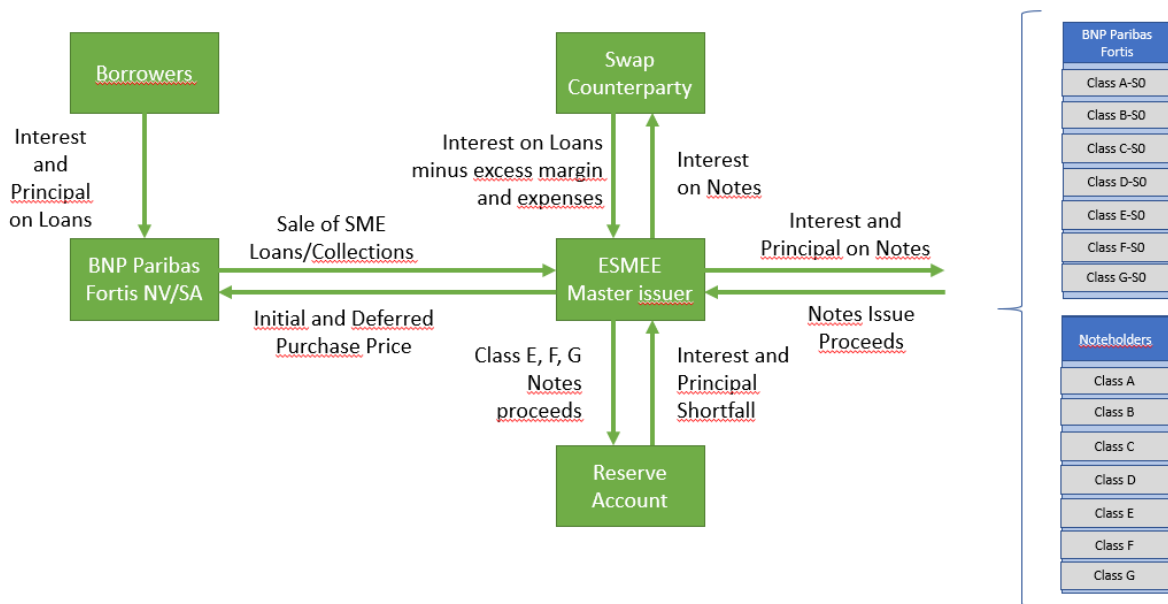 Borrowers
Swap
Counterparty
Interest
and
Principal
on Loans
Interest on Loans
minus excess margin
and expenses
Interest
on Notes
Sale of SME
Loans/Collections
Interest and
Principal on Notes
BNP Paribas
Fortis NV/SA
ESMEE
Master issuer
Initial and Deferred
Purchase Price
Notes Issue
Proceeds
Class E, F, G
Notes
proceeds
Interest and
Principal
Shortfall
Reserve
Account
BNP Paribas
Fortis
Class A-S0
Class B-S0
Class C-S0
Class D-S0
Class E-S0
Class F-S0
Class G-S0
Noteholders
Class A
Class B
Class C
Class D
Class E
Class F
Class G